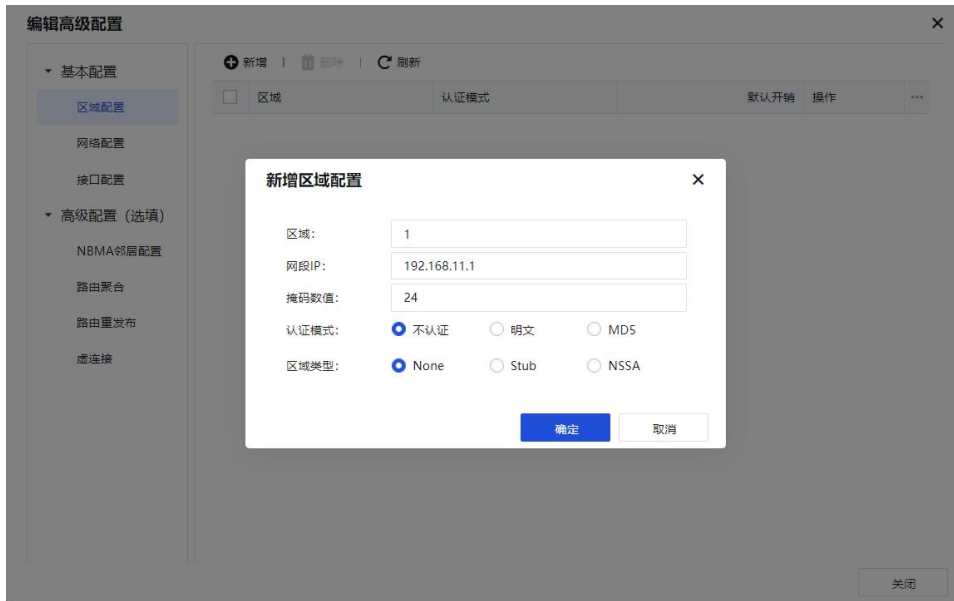 编辑高级配置
基本配置
区域配置
网络配置
接口配置
高级配置（选填）
NBMA邻居配置
路由聚合
路由重发布
虚连接
新增 | 删除 | 刷新
区域 认证模式 默认开销 操作
新增区域配置
区域: 1
网段IP: 192.168.11.1
掩码数值: 24
认证模式: 不认证 明文 MD5
区域类型: None Stub NSSA
确定 取消
关闭